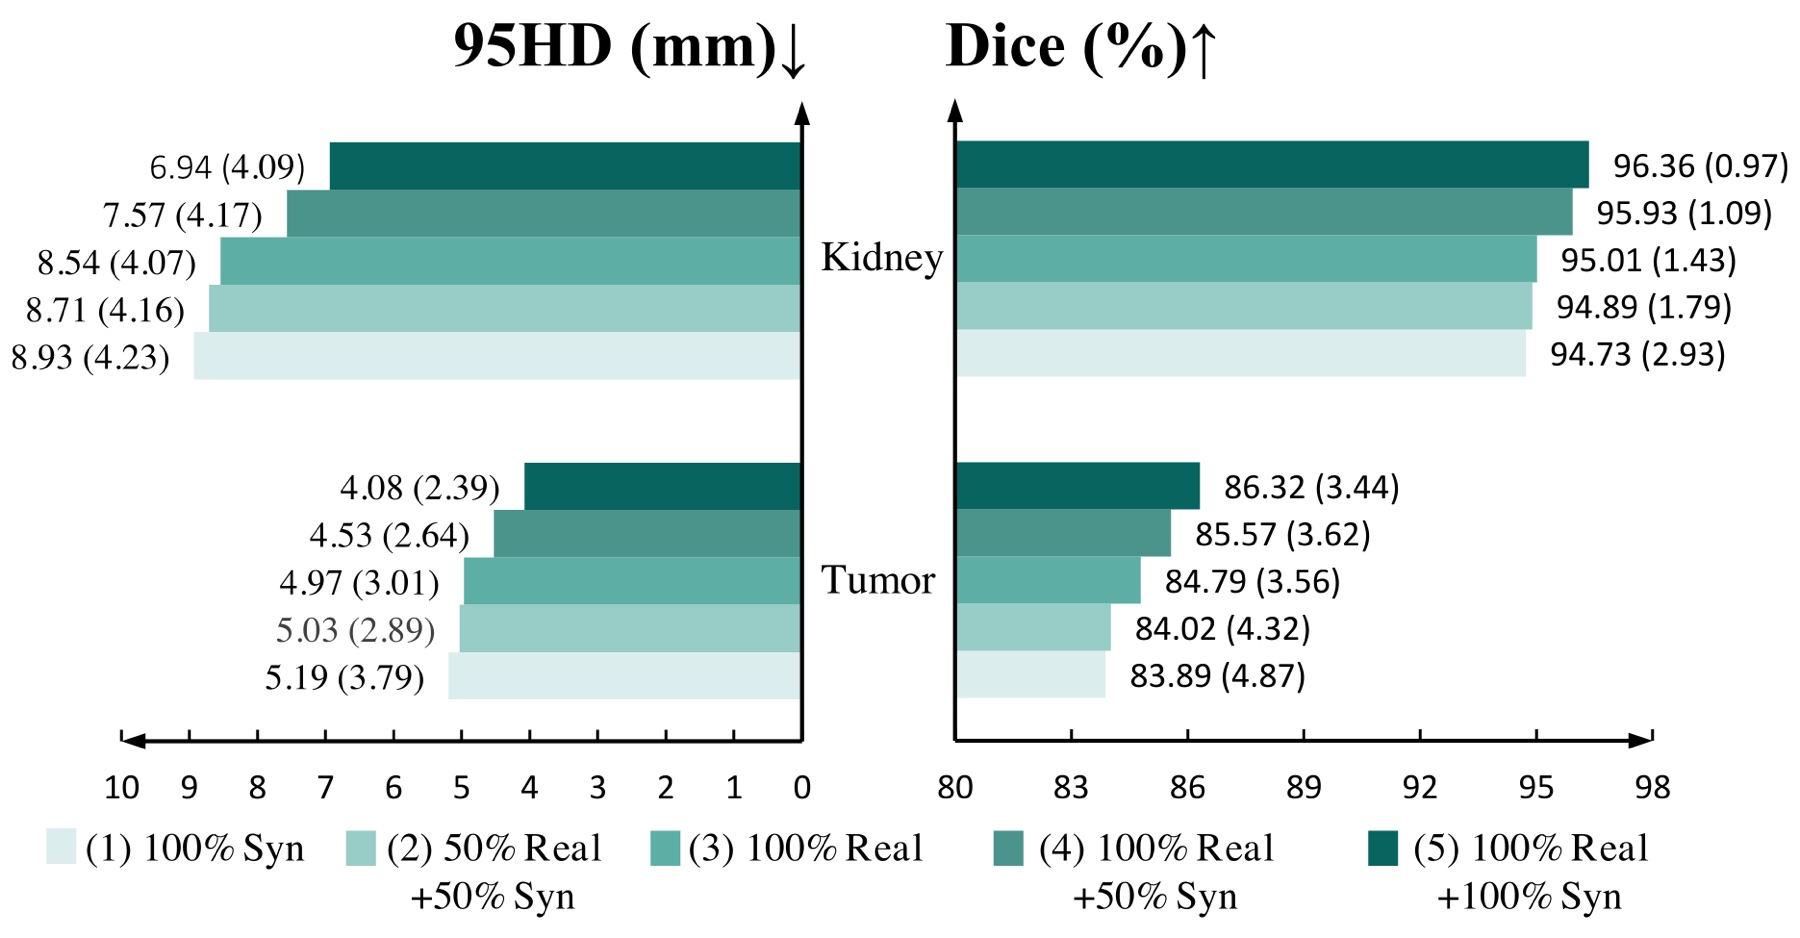 95HD (mm)↓ Dice (%)↑
6.94 (4.09) 96.36 (0.97)
7.57 (4.17) 95.93 (1.09)
8.54 (4.07) Kidney 95.01 (1.43)
8.71 (4.16) 94.89 (1.79)
8.93 (4.23) 94.73 (2.93)
4.08 (2.39) 86.32 (3.44)
4.53 (2.64) 85.57 (3.62)
4.97 (3.01) Tumor 84.79 (3.56)
5.03 (2.89) 84.02 (4.32)
5.19 (3.79) 83.89 (4.87)
10 9 8 7 6 5 4 3 2 1 0 80 83 86 89 92 95 98
(1) 100% Syn (2) 50% Real (3) 100% Real (4) 100% Real (5) 100% Real
+50% Syn +50% Syn +100% Syn